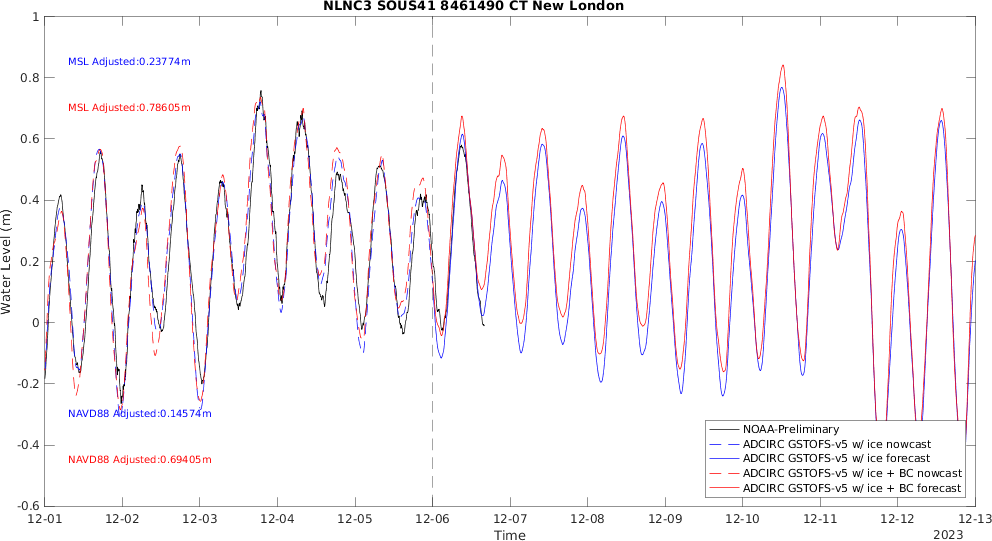 NLNC3 SOUS41 8461490 CT New London
1
0.8
0.6
0.4
0.2
0
-0.2
-0.4
-0.6
Water Level (m)
MSL Adjusted:0.23774m
MSL Adjusted:0.78605m
NAVD88 Adjusted:0.14574m
NAVD88 Adjusted:0.69405m
NOAA-Preliminary
ADCIRC GSTOFS-v5 w/ ice nowcast
ADCIRC GSTOFS-v5 w/ ice forecast
ADCIRC GSTOFS-v5 w/ ice + BC nowcast
ADCIRC GSTOFS-v5 w/ ice + BC forecast
12-01 12-02 12-03 12-04 12-05 12-06 12-07 12-08 12-09 12-10 12-11 12-12 12-13
Time
2023